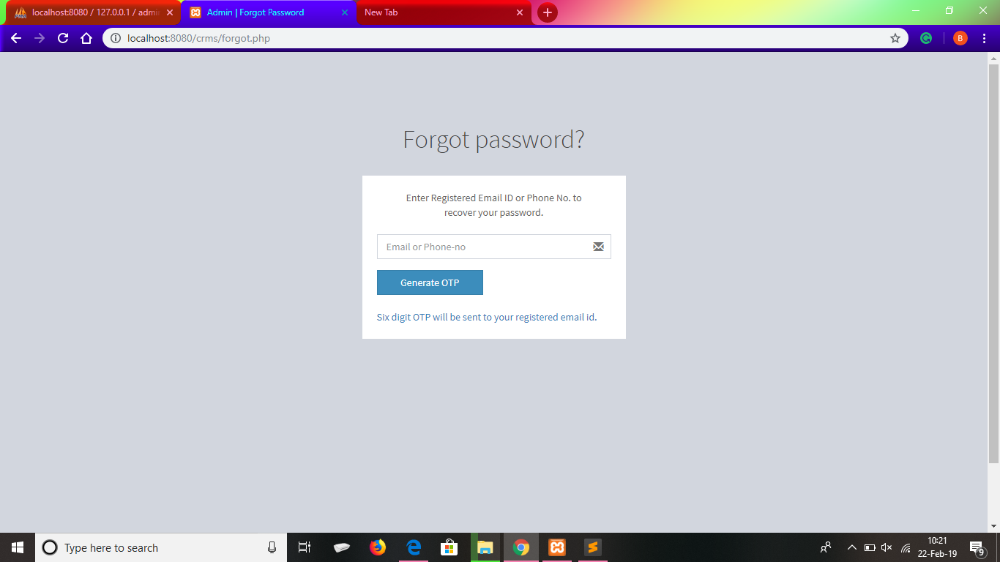 localhost:8080 / 127.0.0.1 / admi
Admin | Forgot Password
New Tab
localhost:8080/crms/forgot.php
B
Forgot password?
Enter Registered Email ID or Phone No. to
recover your password.
Email or Phone-no
Generate OTP
Six digit OTP will be sent to your registered email id.
Type here to search
10:21
22-Feb-19
9